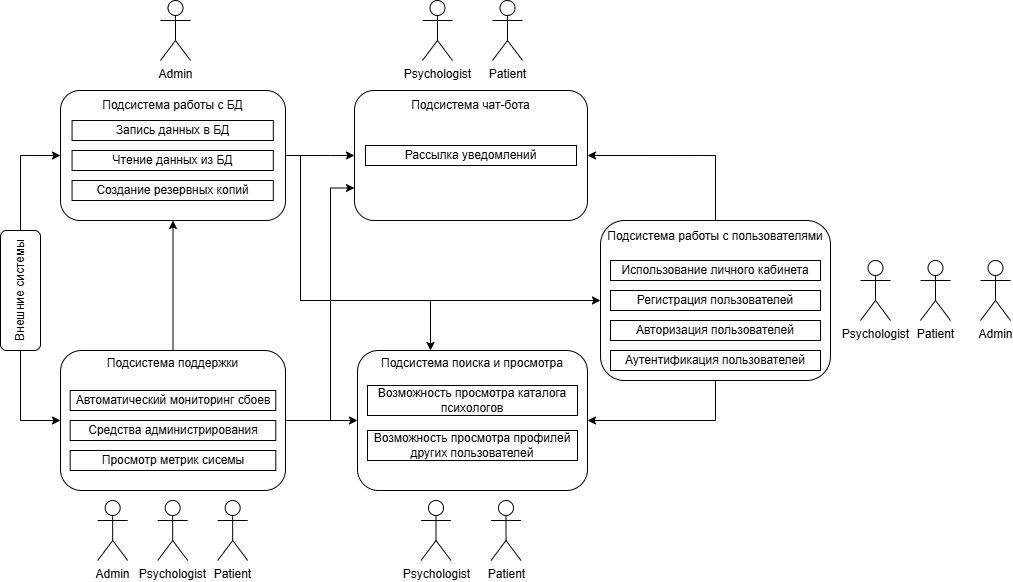 Admin
Psychologist
Patient
Подсистема работы с БД
Запись данных в БД
Чтение данных из БД
Создание резервных копий
Подсистема чат-бота
Рассылка уведомлений
Внешние системы
Подсистема работы с пользователями
Использование личного кабинета
Регистрация пользователей
Авторизация пользователей
Аутентификация пользователей
Psychologist
Patient
Admin
Подсистема поддержки
Автоматический мониторинг сбоев
Средства администрирования
Просмотр метрик сисемы
Подсистема поиска и просмотра
Возможность просмотра каталога
психологов
Возможность просмотра профилей
других пользователей
Admin
Psychologist
Patient
Psychologist
Patient